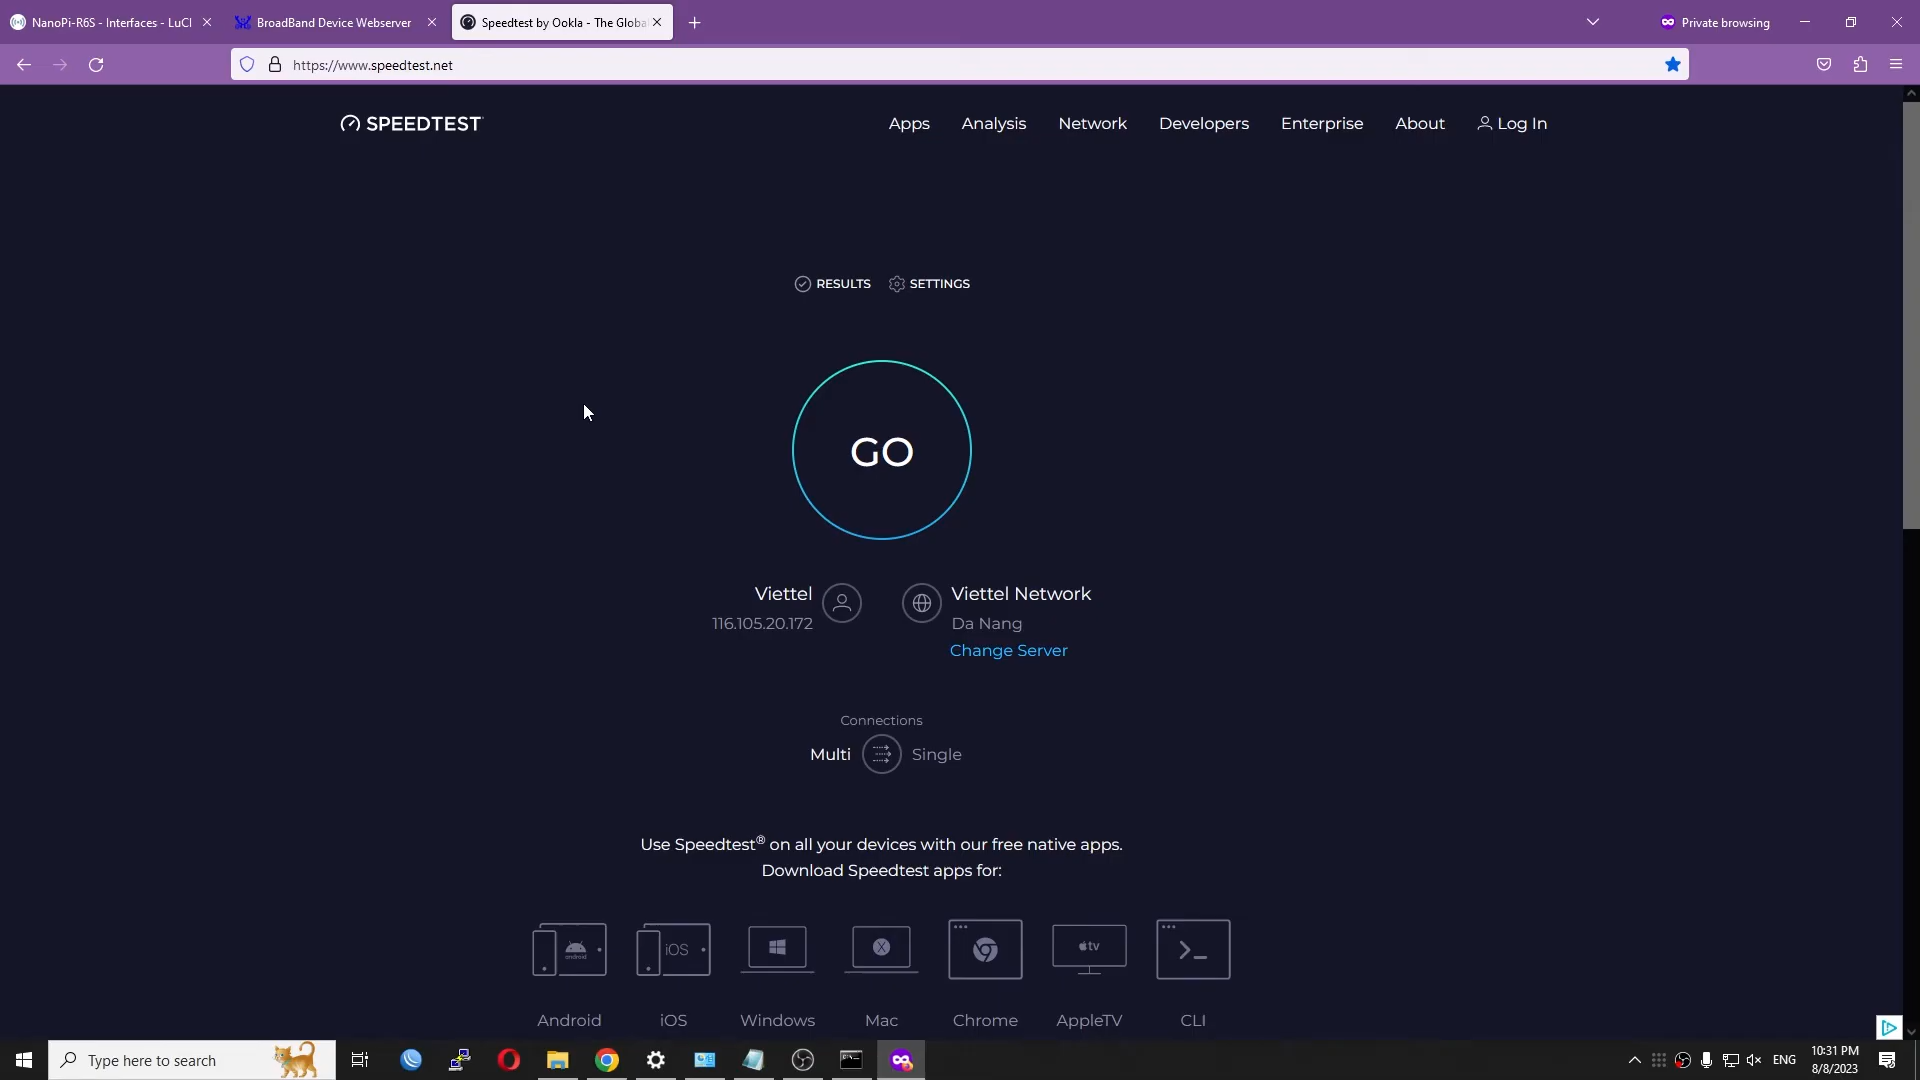 NanoPi-R6S - Interfaces - LuCI
BroadBand Device Webserver
Speedtest by Ookla - The Globa
Private browsing
https://www.speedtest.net
SPEEDTEST
Apps
Analysis
Network
Developers
Enterprise
About
Log In
RESULTS
SETTINGS
GO
Viettel
116.105.20.172
Viettel Network
Da Nang
Change Server
Connections
Multi
Single
Use Speedtest® on all your devices with our free native apps.
Download Speedtest apps for:
android
iOS
X
tv
Android
iOS
Windows
Mac
Chrome
AppleTV
CLI
Type here to search
ENG
10:31 PM
8/8/2023